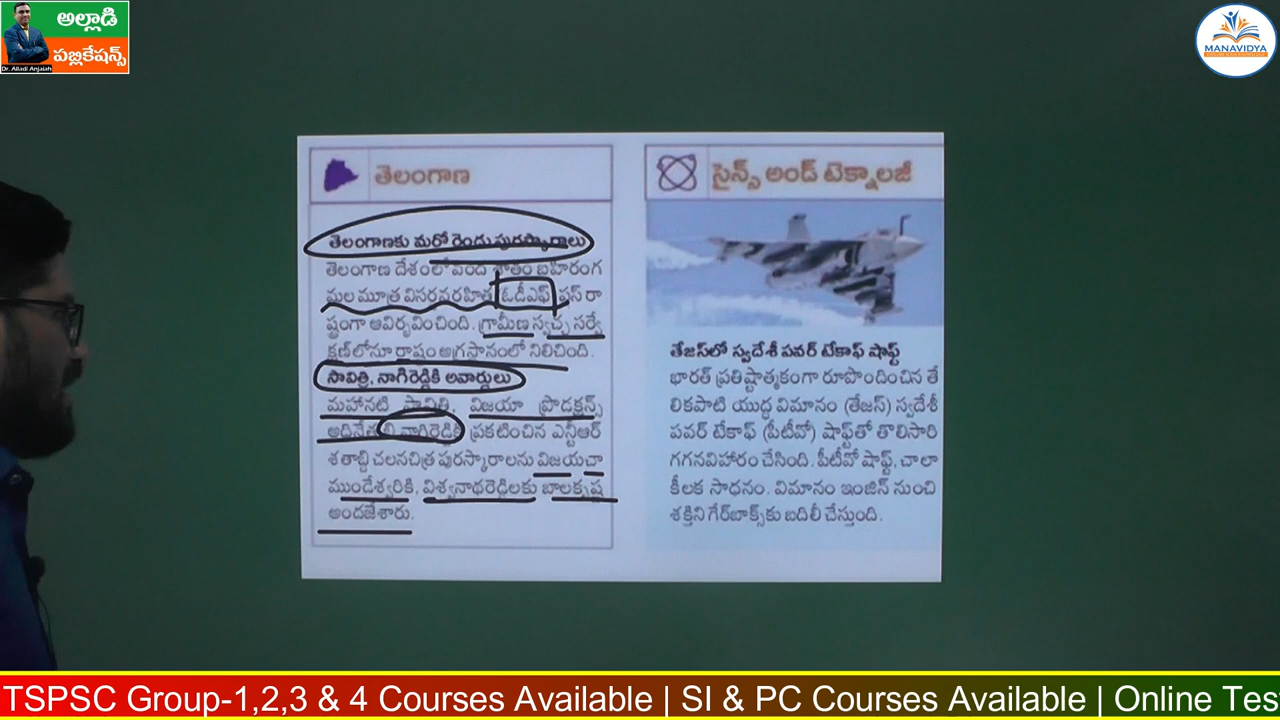 అల్లాడి
పబ్లికేషన్స్
Dr. Alladi Anjaiah
MANAVIDYA
తెలంగాణ
తెలంగాణకు మరో రెండు పురస్కారాలు
తెలంగాణ దేశంలో వంద శాతం బహిరంగ
మల మూత్ర విసర్జన రహిత ఓడీఎఫ్ ప్లస్ రా
ష్ట్రంగా ఆవిర్భవించింది. గ్రామీణ స్వచ్ఛ సర్వే
క్షణ్‌లోనూ రాష్ట్రం అగ్రస్థానంలో నిలిచింది.
సావిత్రి, నాగిరెడ్డికి అవార్డులు
మహానటి సావిత్రి, విజయా ప్రొడక్షన్స్
అధినేత నాగిరెడ్డికి ప్రకటించిన ఎన్టీఆర్
శతాబ్ది చలనచిత్ర పురస్కారాలను విజయచా
ముండేశ్వరికి, విశ్వనాథరెడ్డిలకు బాలకృష్ణ
అందజేశారు.
సైన్స్ అండ్ టెక్నాలజీ
తేజస్‌లో స్వదేశీ పవర్ టేకాఫ్ షాఫ్ట్
భారత్ ప్రతిష్టాత్మకంగా రూపొందించిన తే
లికపాటి యుద్ధ విమానం (తేజస్) స్వదేశీ
పవర్ టేకాఫ్ (పీటీవో) షాఫ్ట్‌తో తొలిసారి
గగనవిహారం చేసింది. పీటీవో షాఫ్ట్, చాలా
కీలక సాధనం. విమానం ఇంజిన్ నుంచి
శక్తిని గేర్‌బాక్స్‌కు బదిలీ చేస్తుంది.
TSPSC Group-1,2,3 & 4 Courses Available | SI & PC Courses Available | Online Tes